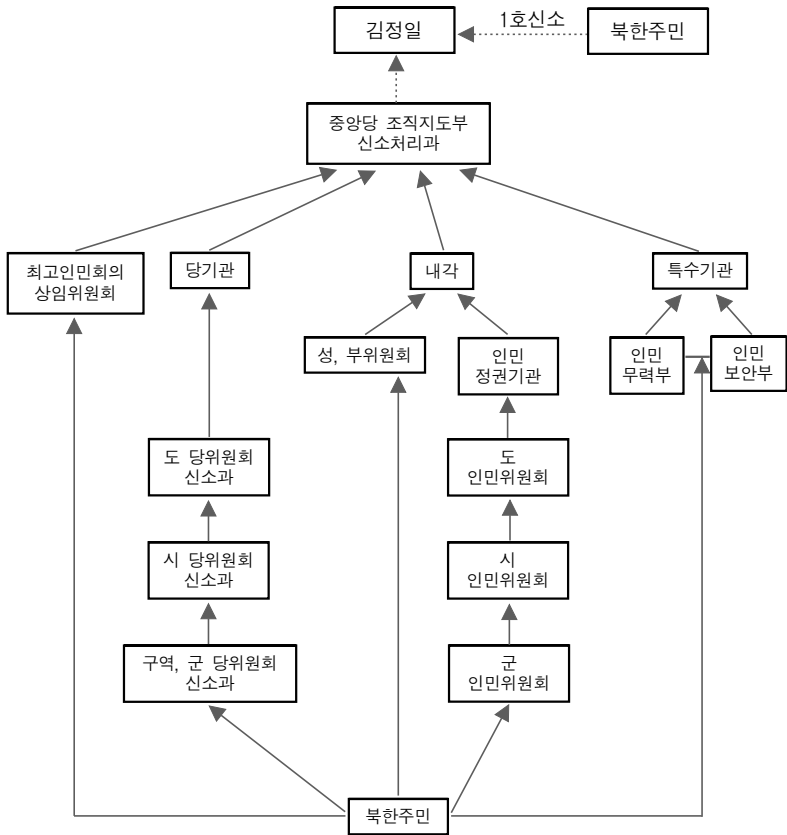 김정일
1호신소
북한주민
중앙당 조직지도부
신소처리과
최고인민회의
상임위원회
당기관
내각
특수기관
성, 부위원회
인민
정권기관
인민
무력부
인민
보안부
도 당위원회
신소과
도
인민위원회
시 당위원회
신소과
시
인민위원회
구역, 군 당위원회
신소과
군
인민위원회
북한주민